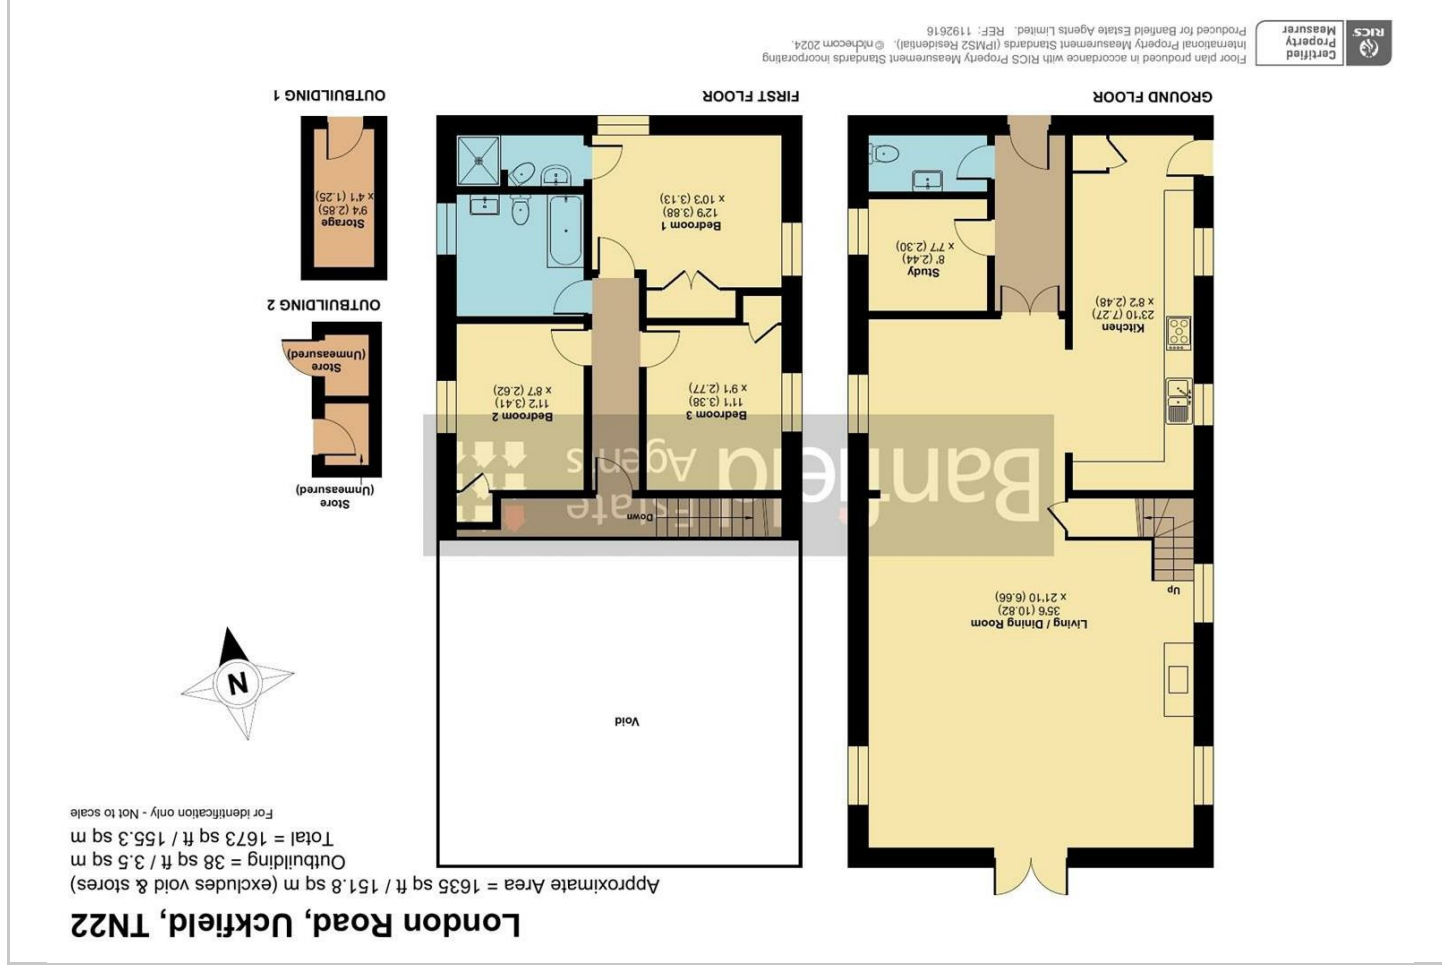 London Road, Uckfield, TN22
Approximate Area = 1635 sq ft / 151.8 sq m (excludes void & stores)
Outbuilding = 38 sq ft / 3.5 sq m
Total = 1673 sq ft / 155.3 sq m
For identification only - Not to scale
N
Up
Living / Dining Room
35'6 (10.82)
x 21'10 (6.66)
Kitchen
23'10 (7.27)
x 8'2 (2.48)
Study
8' (2.44)
x 7'7 (2.30)
GROUND FLOOR
Void
Down
Bedroom 3
11'1 (3.38)
x 9'1 (2.77)
Bedroom 2
11'2 (3.41)
x 8'7 (2.62)
Bedroom 1
12'9 (3.88)
x 10'3 (3.13)
FIRST FLOOR
Store
(Unmeasured)
Store
(Unmeasured)
OUTBUILDING 2
Storage
9'4 (2.85)
x 4'1 (1.25)
OUTBUILDING 1
Banfield
Estate
Agents
Certified
Property
Measurer
RICS
Floor plan produced in accordance with RICS Property Measurement Standards incorporating
International Property Measurement Standards (IPMS2 Residential). © nichecom 2024.
Produced for Banfield Estate Agents Limited. REF: 1192616